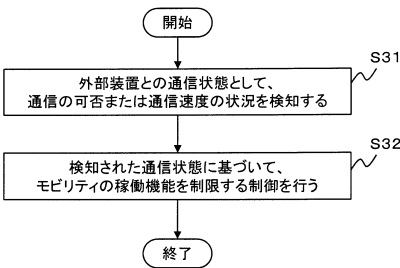 開始
S31
外部装置との通信状態として、
通信の可否または通信速度の状況を検知する
S32
検知された通信状態に基づいて、
モビリティの稼働機能を制限する制御を行う
終了